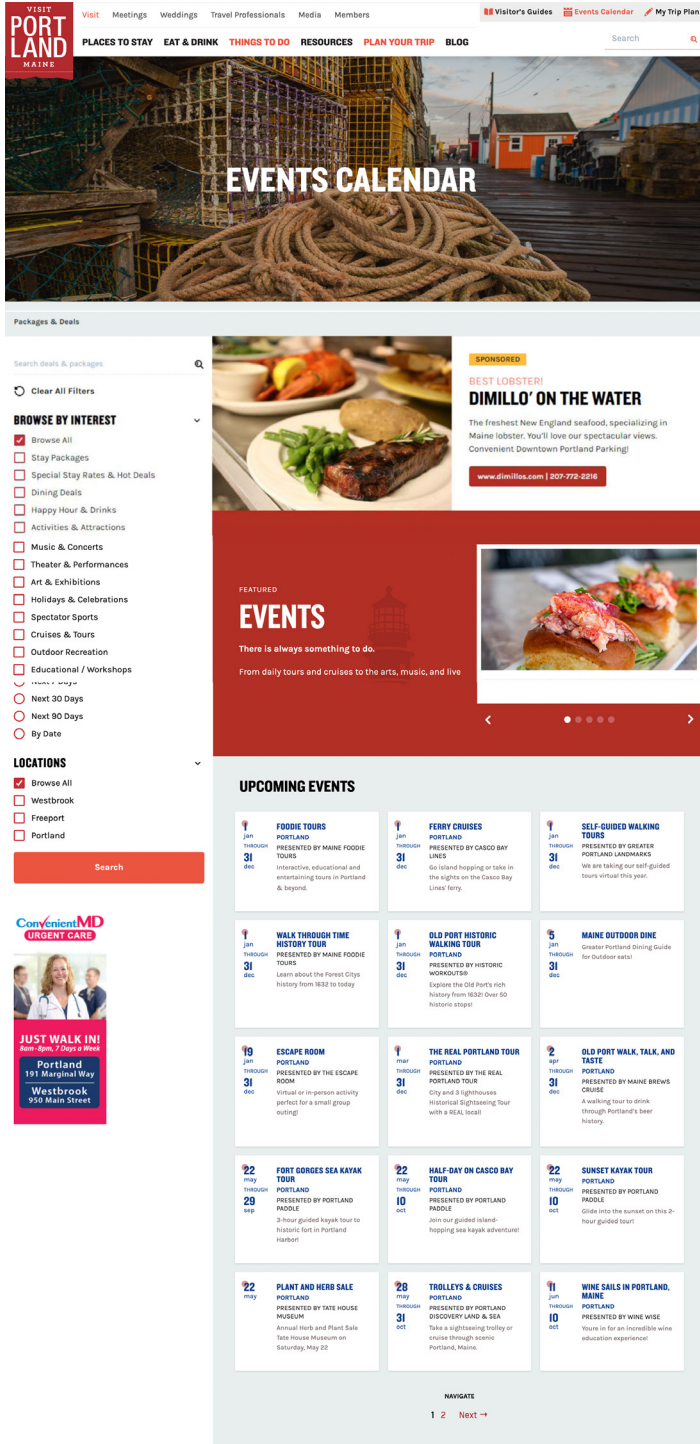 VISIT
PORT
LAND
MAINE
Visit Meetings Weddings Travel Professionals Media Members
Visitor's Guides Events Calendar My Trip Plan
PLACES TO STAY EAT & DRINK THINGS TO DO RESOURCES PLAN YOUR TRIP BLOG
Search
EVENTS CALENDAR
Packages & Deals
Search deals & packages
Clear All Filters
BROWSE BY INTEREST
Browse All
Stay Packages
Special Stay Rates & Hot Deals
Dining Deals
Happy Hour & Drinks
Activities & Attractions
Music & Concerts
Theater & Performances
Art & Exhibitions
Holidays & Celebrations
Spectator Sports
Cruises & Tours
Outdoor Recreation
Educational / Workshops
Next 7 Days
Next 30 Days
Next 90 Days
By Date
LOCATIONS
Browse All
Westbrook
Freeport
Portland
Search
ConvenientMD
URGENT CARE
JUST WALK IN!
8am-8pm, 7 Days a Week
Portland
191 Marginal Way
Westbrook
950 Main Street
SPONSORED
BEST LOBSTER!
DIMILLO' ON THE WATER
The freshest New England seafood, specializing in
Maine lobster. You'll love our spectacular views.
Convenient Downtown Portland Parking!
www.dimillos.com | 207-772-2216
FEATURED
EVENTS
There is always something to do.
From daily tours and cruises to the arts, music, and live
UPCOMING EVENTS
1
jan
THROUGH
31
dec
FOODIE TOURS
PORTLAND
PRESENTED BY MAINE FOODIE
TOURS
Interactive, educational and
entertaining tours in Portland
& beyond.
1
jan
THROUGH
31
dec
FERRY CRUISES
PORTLAND
PRESENTED BY CASCO BAY
LINES
Go island hopping or take in
the sights on the Casco Bay
Lines' ferry.
1
jan
THROUGH
31
dec
SELF-GUIDED WALKING
TOURS
PRESENTED BY GREATER
PORTLAND LANDMARKS
We are taking our self-guided
tours virtual this year.
1
jan
THROUGH
31
dec
WALK THROUGH TIME
HISTORY TOUR
PRESENTED BY MAINE FOODIE
TOURS
Learn about the Forest Citys
history from 1632 to today
1
jan
THROUGH
31
dec
OLD PORT HISTORIC
WALKING TOUR
PORTLAND
PRESENTED BY HISTORIC
WORKOUTS®
Explore the Old Port's rich
history from 1632! Over 50
historic stops!
5
jan
THROUGH
31
dec
MAINE OUTDOOR DINE
Greater Portland Dining Guide
for Outdoor eats!
19
jan
THROUGH
31
dec
ESCAPE ROOM
PORTLAND
PRESENTED BY THE ESCAPE
ROOM
Virtual or in-person activity
perfect for a small group
outing!
1
mar
THROUGH
31
dec
THE REAL PORTLAND TOUR
PORTLAND
PRESENTED BY THE REAL
PORTLAND TOUR
City and 3 lighthouses
Historical Sightseeing Tour
with a REAL local!
2
apr
THROUGH
31
dec
OLD PORT WALK, TALK, AND
TASTE
PORTLAND
PRESENTED BY MAINE BREWS
CRUISE
A walking tour to drink
through Portland's beer
history.
22
may
THROUGH
29
sep
FORT GORGES SEA KAYAK
TOUR
PORTLAND
PRESENTED BY PORTLAND
PADDLE
3-hour guided kayak tour to
historic fort in Portland
Harbor!
22
may
THROUGH
10
oct
HALF-DAY ON CASCO BAY
TOUR
PORTLAND
PRESENTED BY PORTLAND
PADDLE
Join our guided island-
hopping sea kayak adventure!
22
may
THROUGH
10
oct
SUNSET KAYAK TOUR
PORTLAND
PRESENTED BY PORTLAND
PADDLE
Glide into the sunset on this 2-
hour guided tour!
22
may
PLANT AND HERB SALE
PORTLAND
PRESENTED BY TATE HOUSE
MUSEUM
Annual Herb and Plant Sale
Tate House Museum on
Saturday, May 22
28
may
THROUGH
31
oct
TROLLEYS & CRUISES
PORTLAND
PRESENTED BY PORTLAND
DISCOVERY LAND & SEA
Take a sightseeing trolley or
cruise through scenic
Portland, Maine.
11
jun
THROUGH
10
oct
WINE SAILS IN PORTLAND,
MAINE
PORTLAND
PRESENTED BY WINE WISE
Youre in for an incredible wine
education experience!
NAVIGATE
1 2 Next →